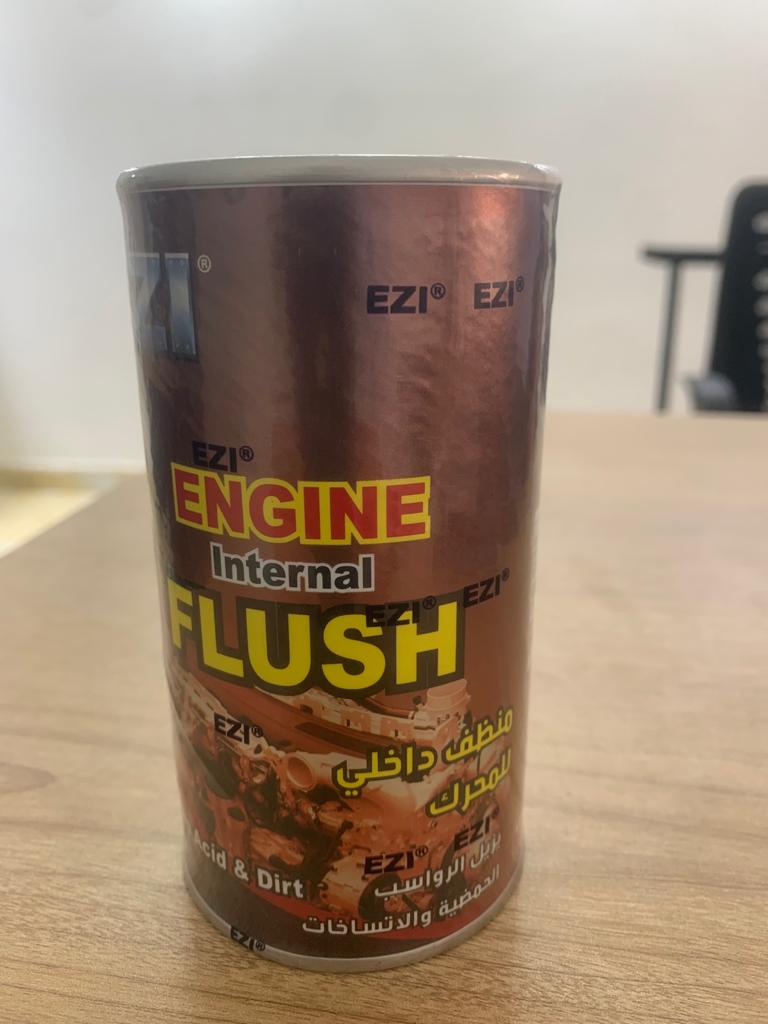 ZI®
EZI® EZI®
EZI®
ENGINE
Internal
FLUSH
EZI® EZI®
EZI®
منظف داخلي
للمحرك
Acid & Dirt
EZI® EZI®
يزيل الرواسب
الحمضية والاتساخات
EZI®